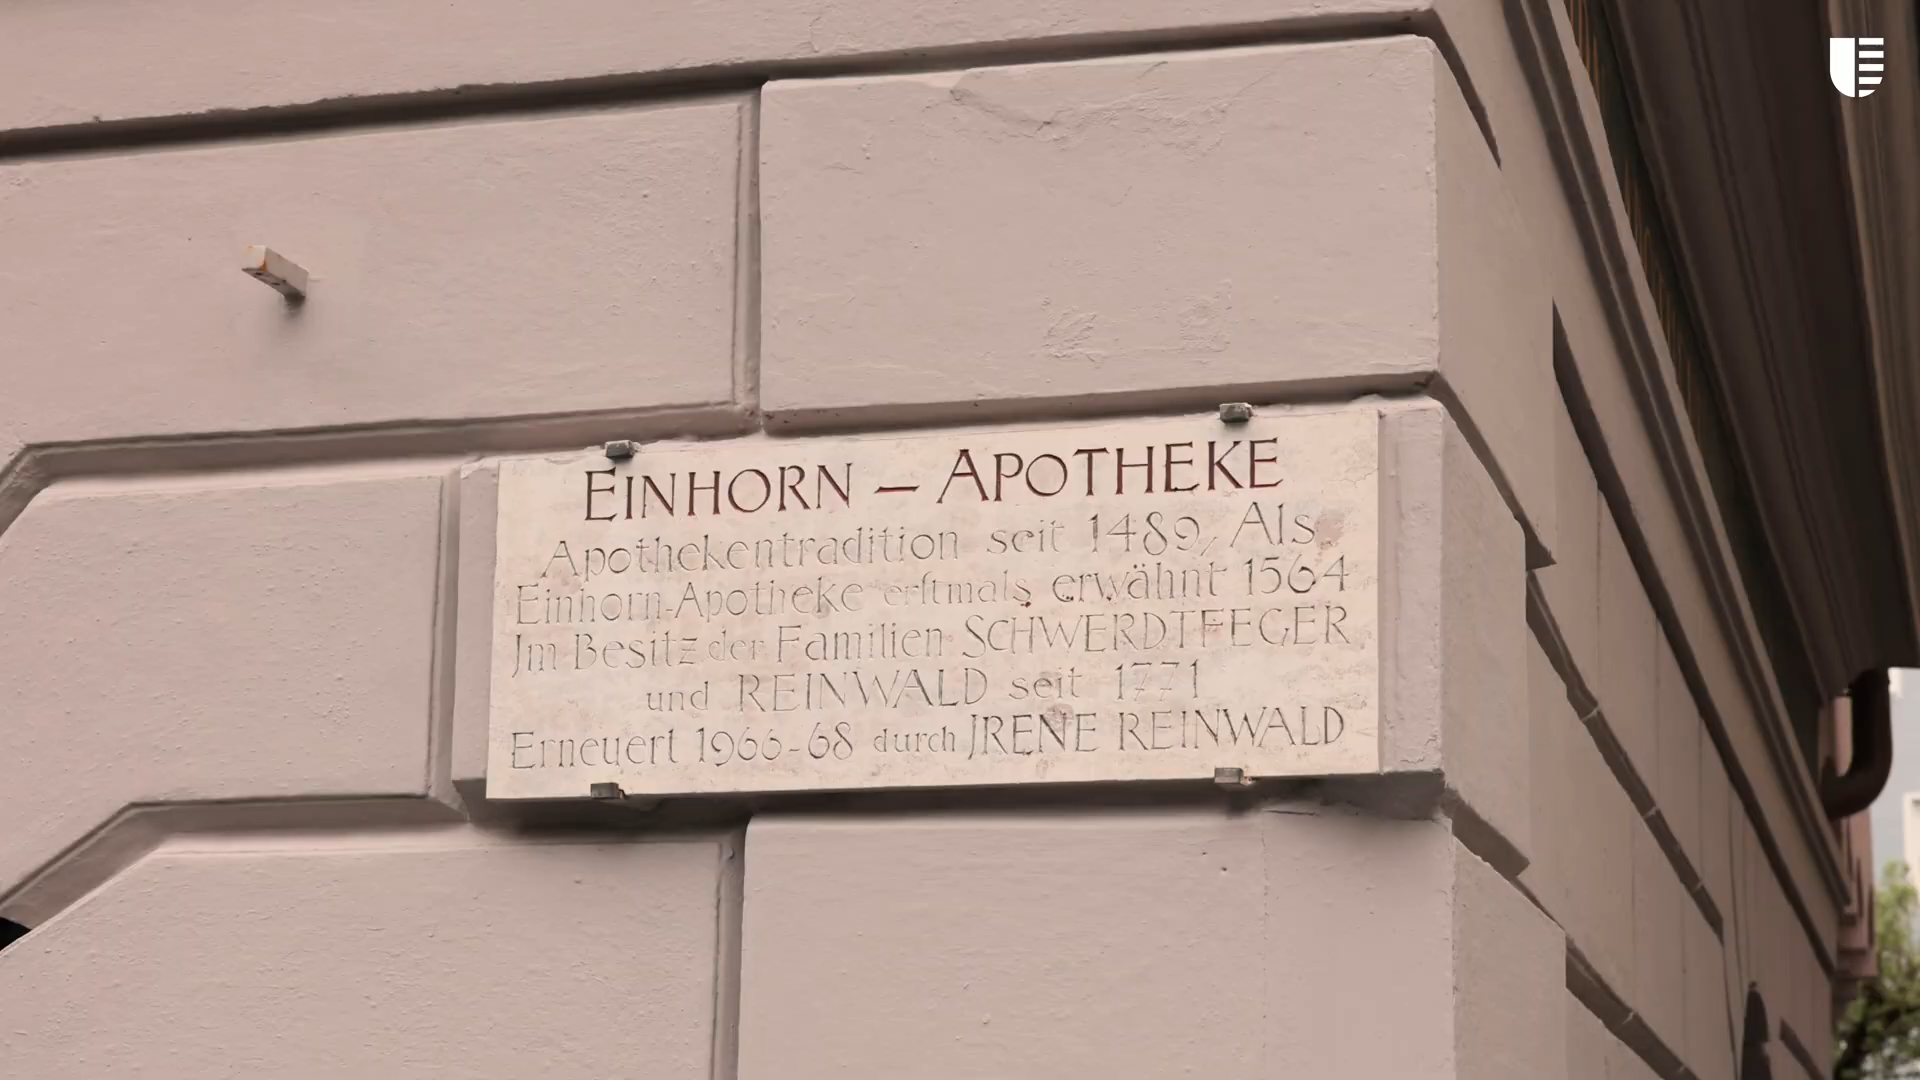 EINHORN – APOTHEKE
Apothekentradition seit 1489, Als
Einhorn-Apotheke erſtmals erwähnt 1564
Jm Besitz der Familien SCHWERDTFEGER
und REINWALD seit 1771
Erneuert 1966-68 durch JRENE REINWALD